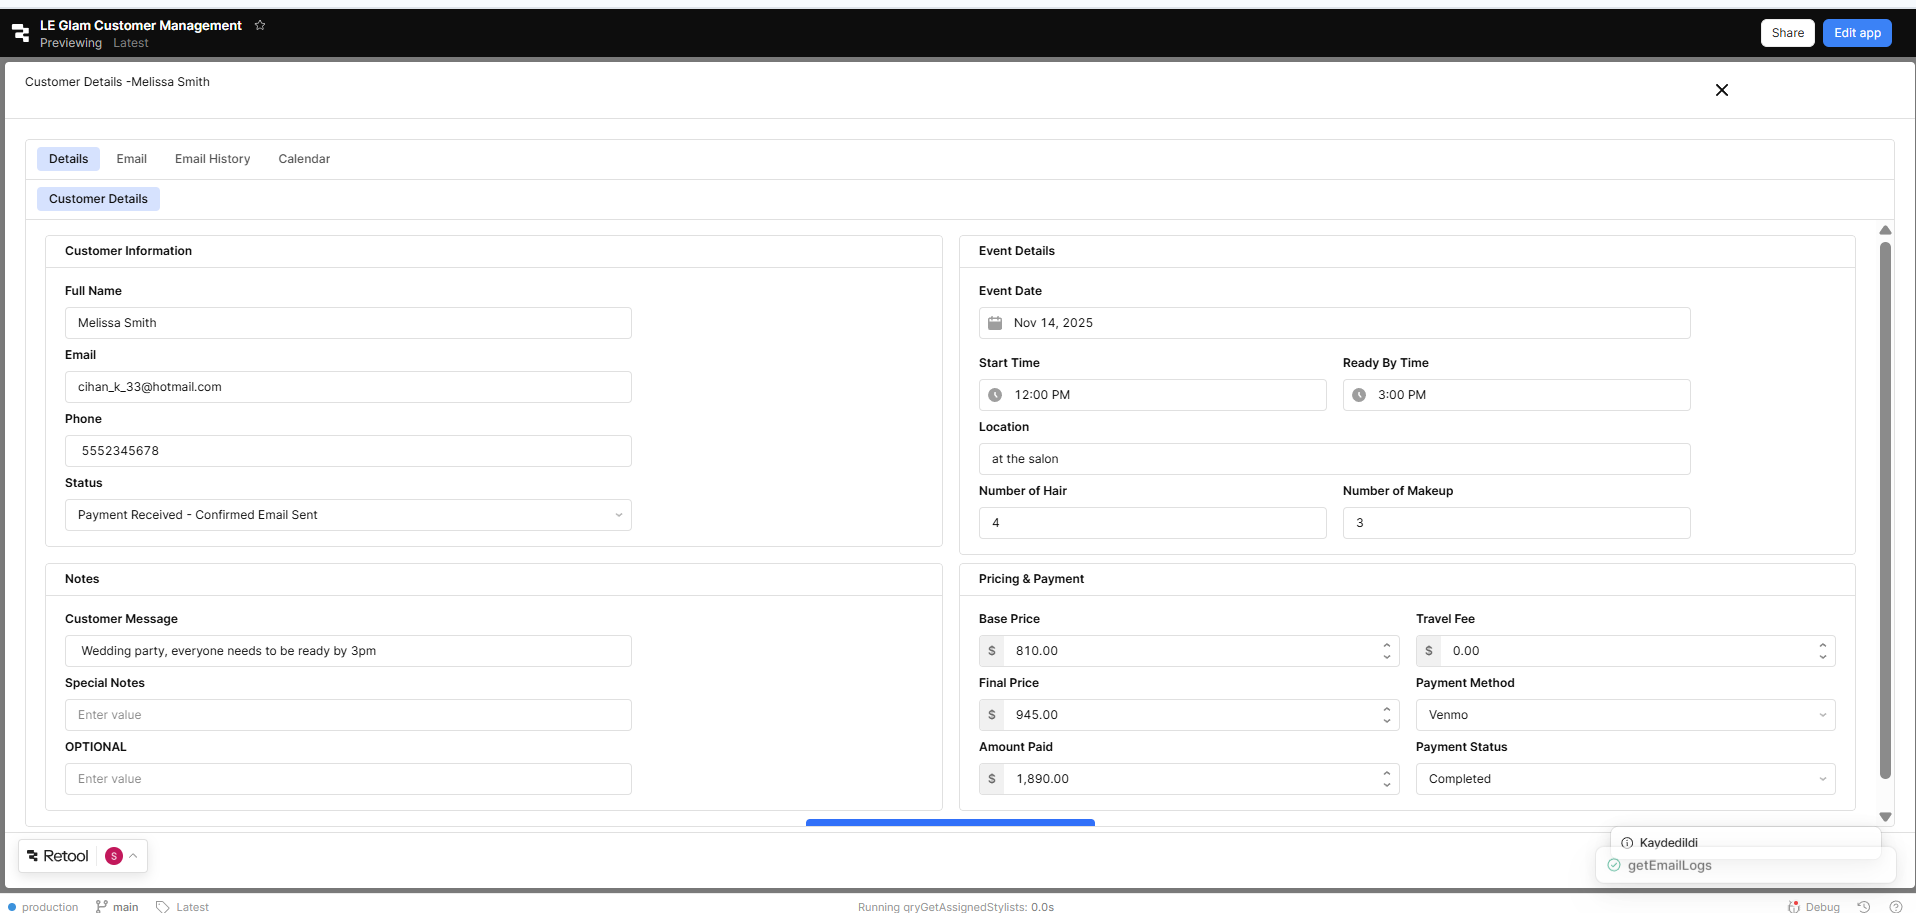 LE Glam Customer Management
Previewing Latest
Share
Edit app
Customer Details -Melissa Smith
Details Email Email History Calendar
Customer Details
Customer Information
Full Name
Melissa Smith
Email
cihan_k_33@hotmail.com
Phone
5552345678
Status
Payment Received - Confirmed Email Sent
Event Details
Event Date
Nov 14, 2025
Start Time Ready By Time
12:00 PM 3:00 PM
Location
at the salon
Number of Hair Number of Makeup
4 3
Notes
Customer Message
Wedding party, everyone needs to be ready by 3pm
Special Notes
Enter value
OPTIONAL
Enter value
Pricing & Payment
Base Price Travel Fee
$ 810.00 $ 0.00
Final Price Payment Method
$ 945.00 Venmo
Amount Paid Payment Status
$ 1,890.00 Completed
Retool S
Kaydedildi
getEmailLogs
production main Latest
Running qryGetAssignedStylists: 0.0s
Debug